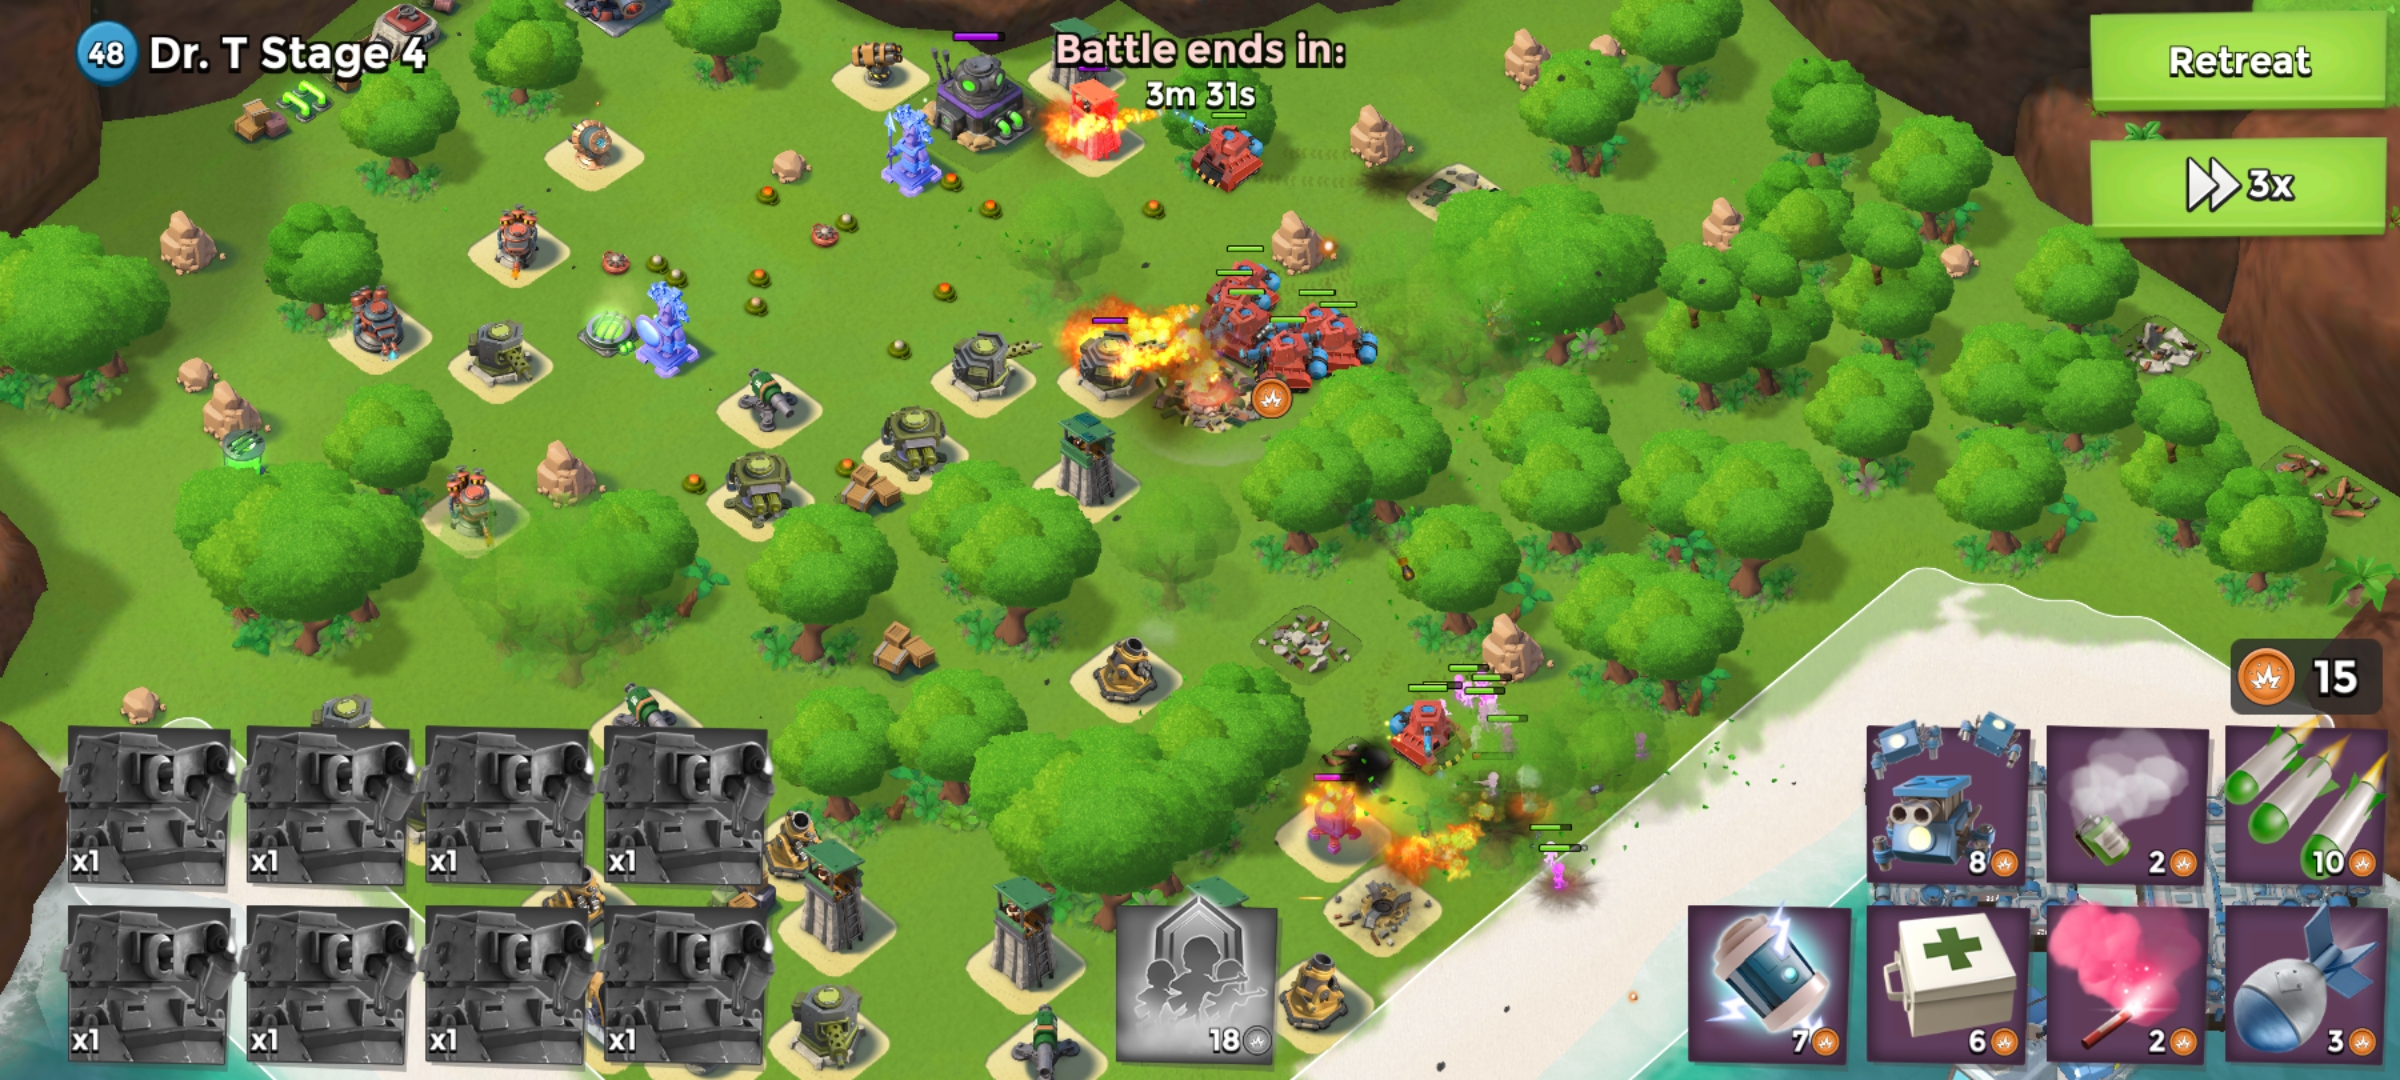 48 Dr. T Stage 4
Battle ends in:
3m 31s
Retreat
3x
15
x1 x1 x1 x1
8 2 10
x1 x1 x1 x1
18
7 6 2 3